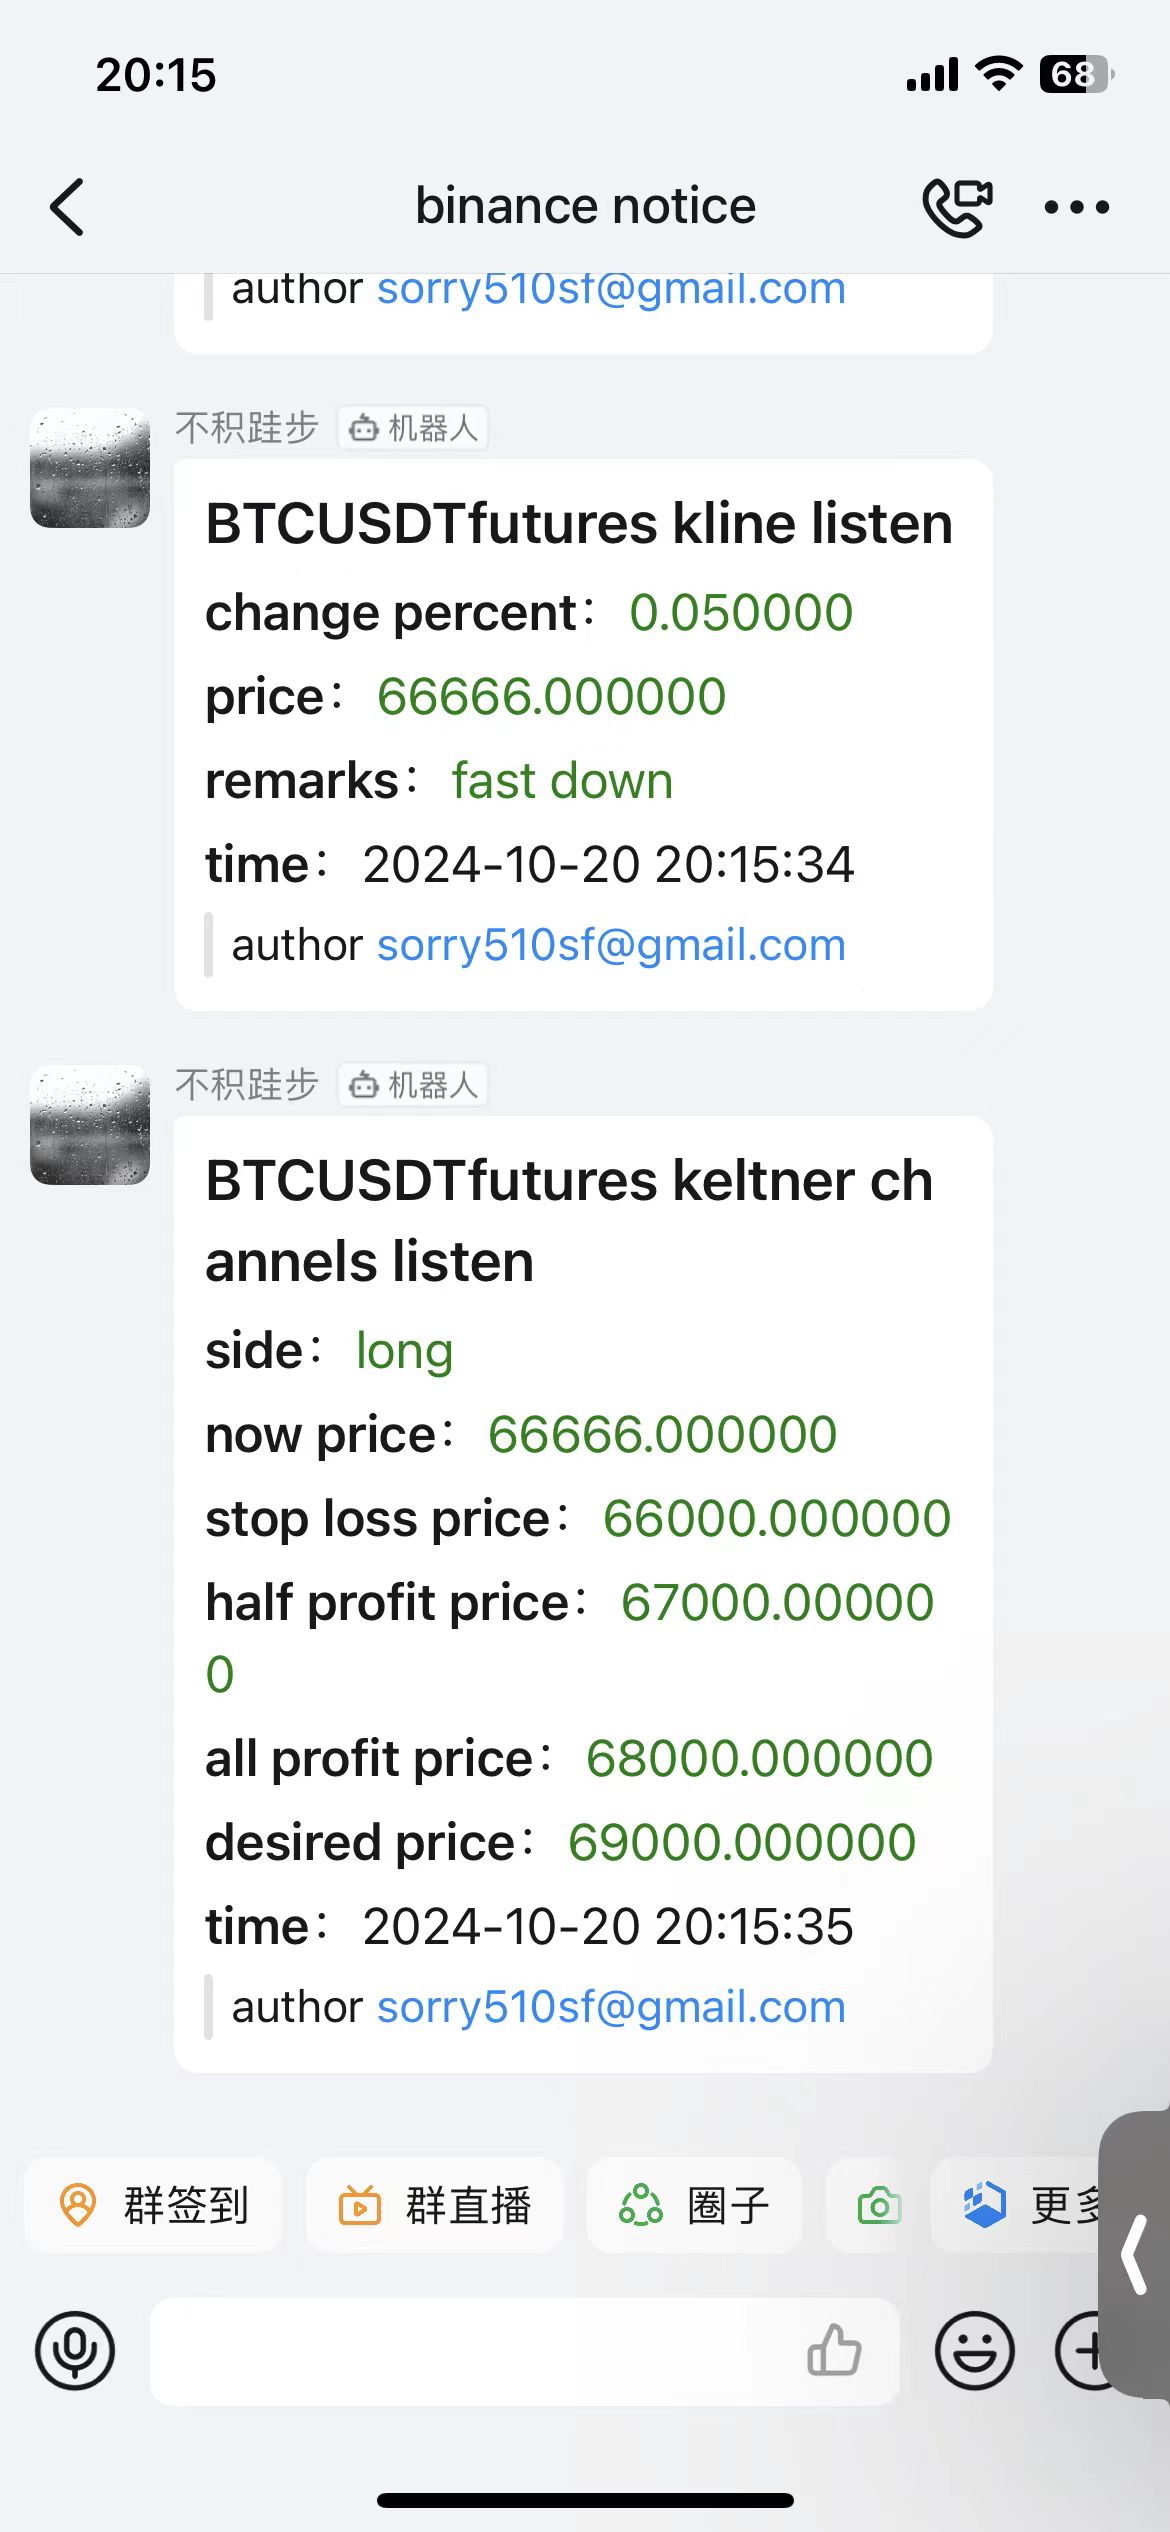 20:15
68
binance notice
author sorry510sf@gmail.com
不积跬步 机器人
BTCUSDTfutures kline listen
change percent： 0.050000
price： 66666.000000
remarks： fast down
time： 2024-10-20 20:15:34
author sorry510sf@gmail.com
不积跬步 机器人
BTCUSDTfutures keltner ch
annels listen
side： long
now price： 66666.000000
stop loss price： 66000.000000
half profit price： 67000.00000
0
all profit price： 68000.000000
desired price： 69000.000000
time： 2024-10-20 20:15:35
author sorry510sf@gmail.com
群签到 群直播 圈子 更多